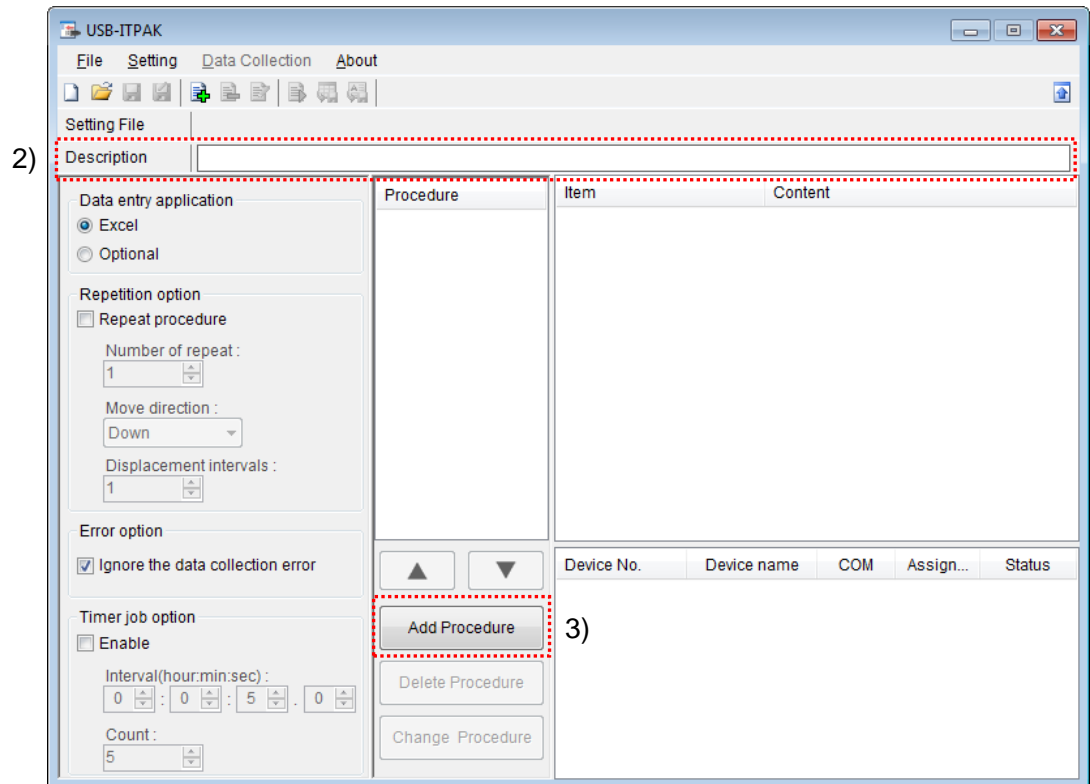 USB-ITPAK
File Setting Data Collection About
Setting File
2)
Description
Data entry application
Excel
Optional
Repetition option
Repeat procedure
Number of repeat :
1
Move direction :
Down
Displacement intervals :
1
Error option
Ignore the data collection error
Timer job option
Enable
Interval(hour:min:sec) :
0 : 0 : 5 . 0
Count :
5
Procedure
Add Procedure
3)
Delete Procedure
Change Procedure
Item Content
Device No. Device name COM Assign... Status